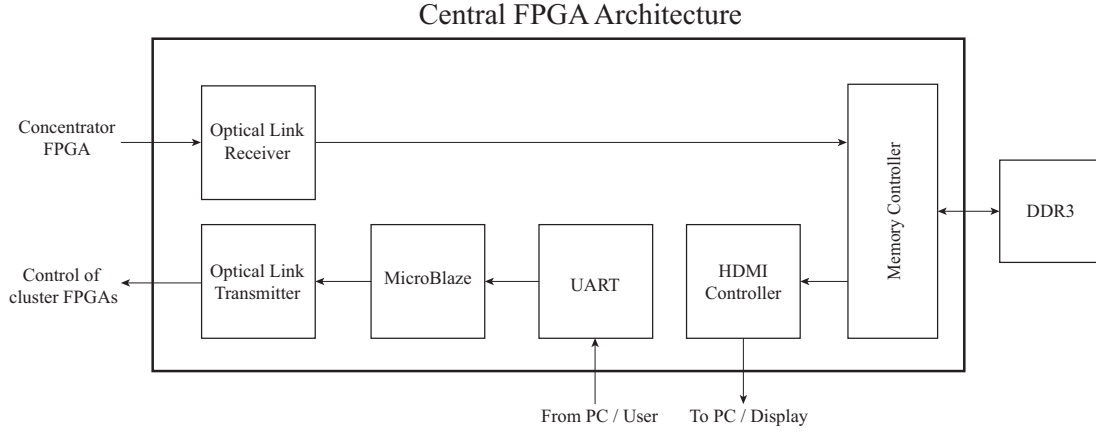 Central FPGA Architecture
Concentrator
FPGA
Optical Link
Receiver
Memory Controller
DDR3
Control of
cluster FPGAs
Optical Link
Transmitter
MicroBlaze
UART
HDMI
Controller
From PC / User
To PC / Display